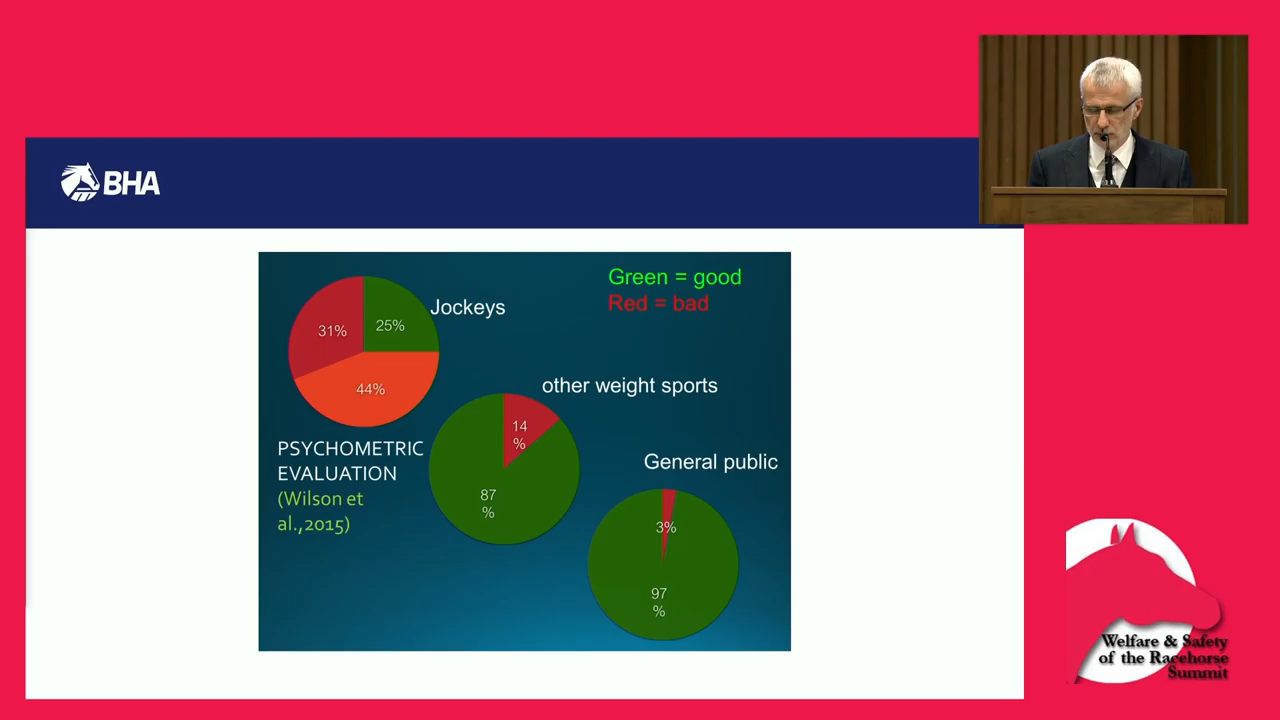 BHA
Green = good
Red = bad
Jockeys
31%
25%
44%
other weight sports
14
%
87
%
PSYCHOMETRIC
EVALUATION
(Wilson et
al.,2015)
General public
3%
97
%
Welfare & Safety
of the Racehorse
Summit